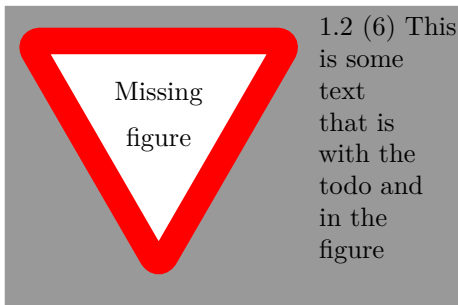 Missing
figure
1.2 (6) This
is some
text
that is
with the
todo and
in the
figure